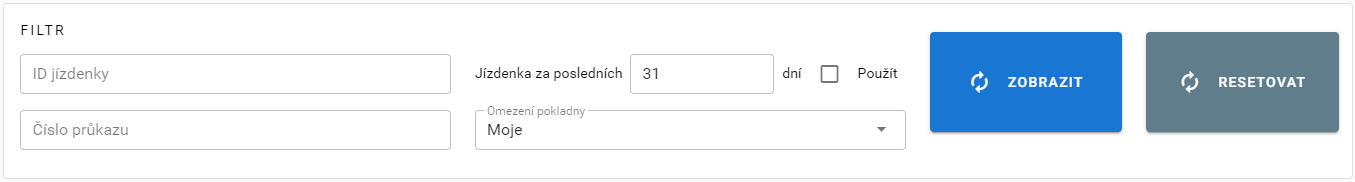 FILTR
ID jízdenky
Jízdenka za posledních 31 dní Použít
ZOBRAZIT
RESETOVAT
Číslo průkazu
Omezení pokladny
Moje